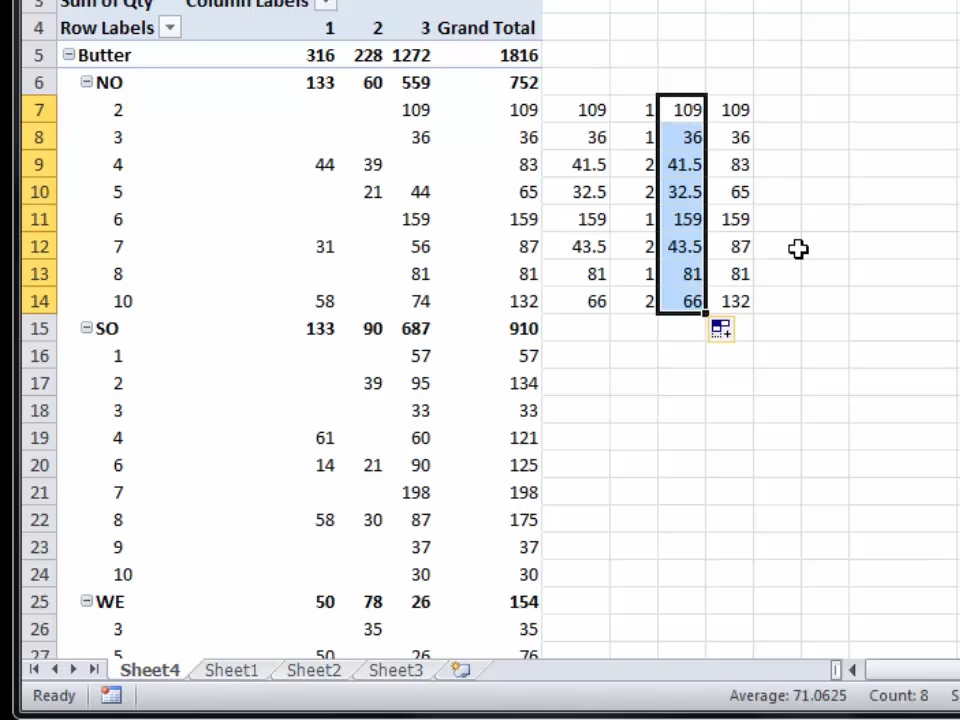 3 Sum of Qty Column Labels
4 Row Labels 1 2 3 Grand Total
5 Butter 316 228 1272 1816
6 NO 133 60 559 752
7 2 109 109 109 1 109 109
8 3 36 36 36 1 36 36
9 4 44 39 83 41.5 2 41.5 83
10 5 21 44 65 32.5 2 32.5 65
11 6 159 159 159 1 159 159
12 7 31 56 87 43.5 2 43.5 87
13 8 81 81 81 1 81 81
14 10 58 74 132 66 2 66 132
15 SO 133 90 687 910
16 1 57 57
17 2 39 95 134
18 3 33 33
19 4 61 60 121
20 6 14 21 90 125
21 7 198 198
22 8 58 30 87 175
23 9 37 37
24 10 30 30
25 WE 50 78 26 154
26 3 35 35
27 5 50 26 76
Sheet4 Sheet1 Sheet2 Sheet3
Ready Average: 71.0625 Count: 8 S